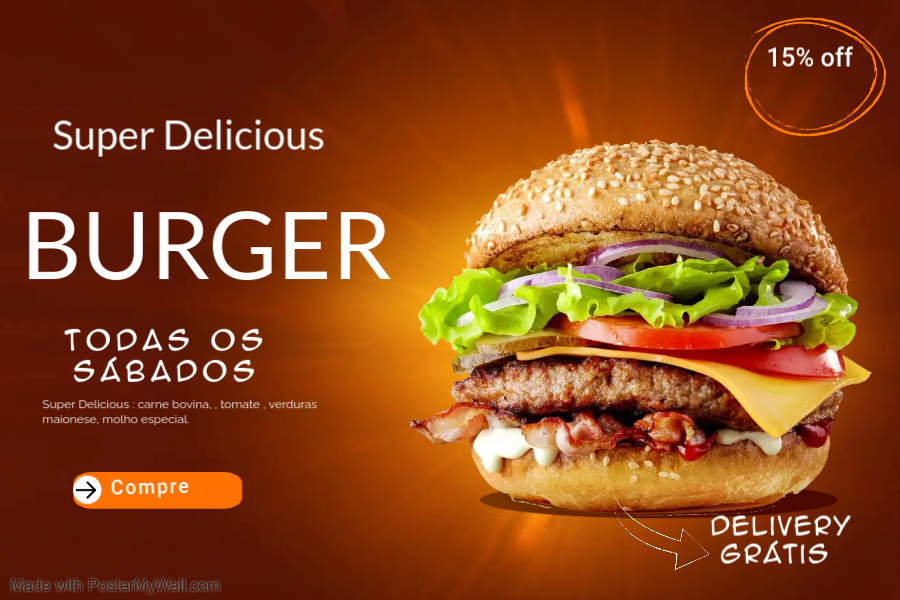 15% off
Super Delicious
BURGER
TODAS OS
SÁBADOS
Super Delicious : carne bovina, , tomate , verduras
maionese, molho especial.
Compre
DELIVERY
GRÁTIS
Made with PosterMyWall.com